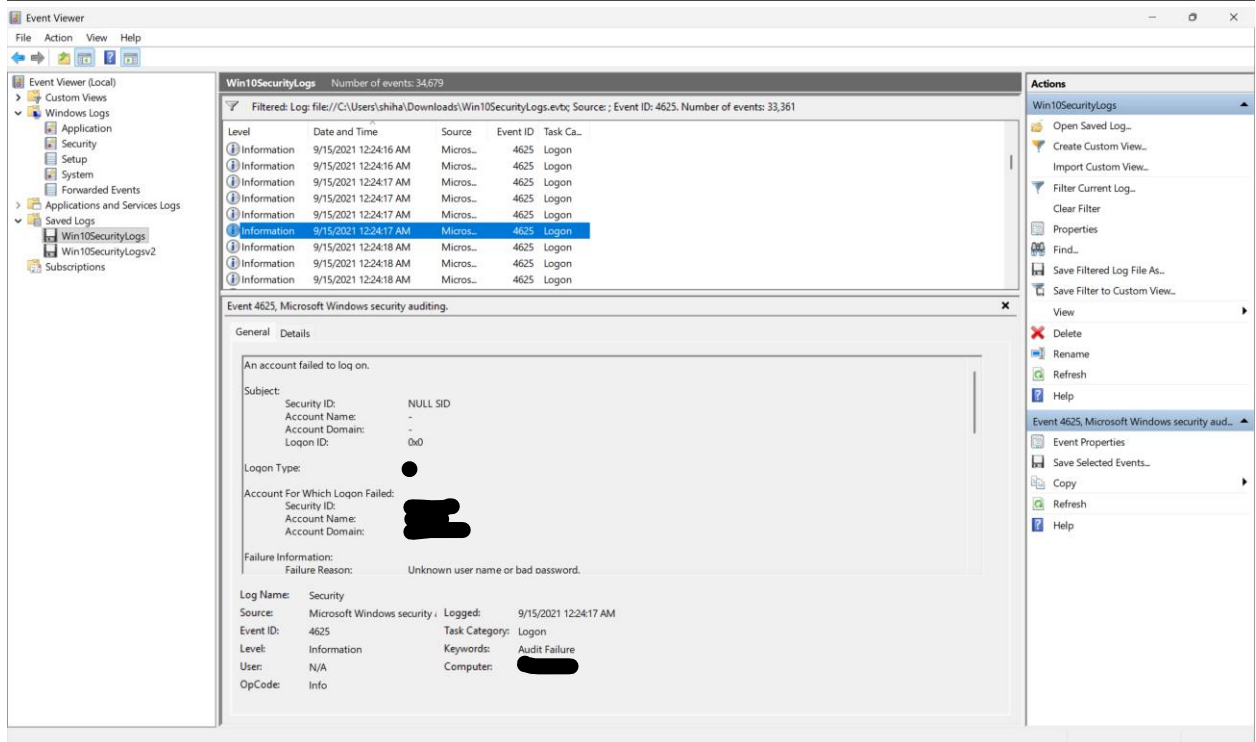 Event Viewer
File Action View Help
Event Viewer (Local)
Custom Views
Windows Logs
Application
Security
Setup
System
Forwarded Events
Applications and Services Logs
Saved Logs
Win10SecurityLogs
Win10SecurityLogsv2
Subscriptions
Win10SecurityLogs Number of events: 34,679
Filtered: Log: file://C:\Users\shiha\Downloads\Win10SecurityLogs.evtx; Source: ; Event ID: 4625. Number of events: 33,361
Level Date and Time Source Event ID Task Ca...
Information 9/15/2021 12:24:16 AM Micros... 4625 Logon
Information 9/15/2021 12:24:16 AM Micros... 4625 Logon
Information 9/15/2021 12:24:17 AM Micros... 4625 Logon
Information 9/15/2021 12:24:17 AM Micros... 4625 Logon
Information 9/15/2021 12:24:17 AM Micros... 4625 Logon
Information 9/15/2021 12:24:17 AM Micros... 4625 Logon
Information 9/15/2021 12:24:18 AM Micros... 4625 Logon
Information 9/15/2021 12:24:18 AM Micros... 4625 Logon
Information 9/15/2021 12:24:18 AM Micros... 4625 Logon
Event 4625, Microsoft Windows security auditing.
General Details
An account failed to log on.
Subject:
Security ID: NULL SID
Account Name: -
Account Domain: -
Logon ID: 0x0
Logon Type:
Account For Which Logon Failed:
Security ID:
Account Name:
Account Domain:
Failure Information:
Failure Reason: Unknown user name or bad password.
Log Name: Security
Source: Microsoft Windows security Logged: 9/15/2021 12:24:17 AM
Event ID: 4625 Task Category: Logon
Level: Information Keywords: Audit Failure
User: N/A Computer:
OpCode: Info
Actions
Win10SecurityLogs
Open Saved Log...
Create Custom View...
Import Custom View...
Filter Current Log...
Clear Filter
Properties
Find...
Save Filtered Log File As...
Save Filter to Custom View...
View
Delete
Rename
Refresh
Help
Event 4625, Microsoft Windows security aud...
Event Properties
Save Selected Events...
Copy
Refresh
Help